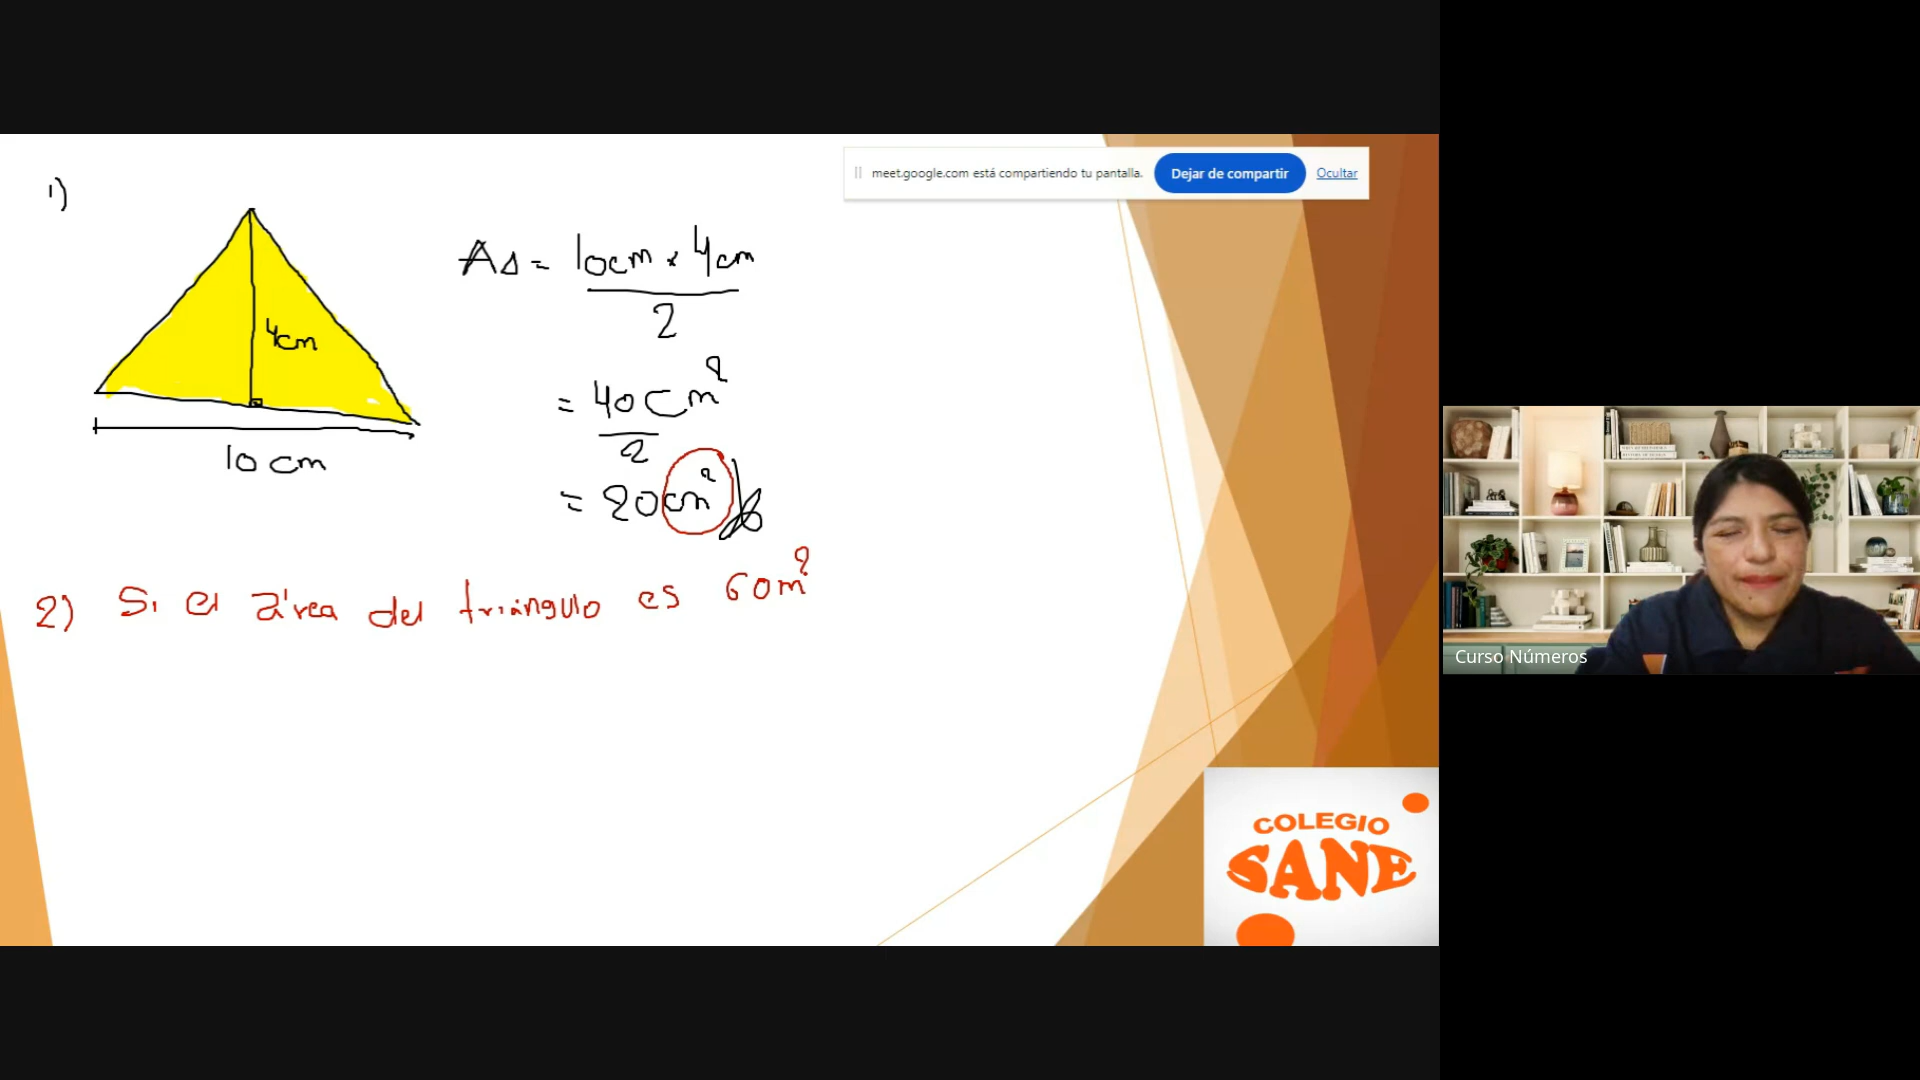 meet.google.com está compartiendo tu pantalla. Dejar de compartir Ocultar
1)
A△ = 10cm × 4cm
2
4cm
= 40cm²
2
10 cm
= 20cm²
2) Si el área del triángulo es 60m²
Curso Números
COLEGIO
SANE